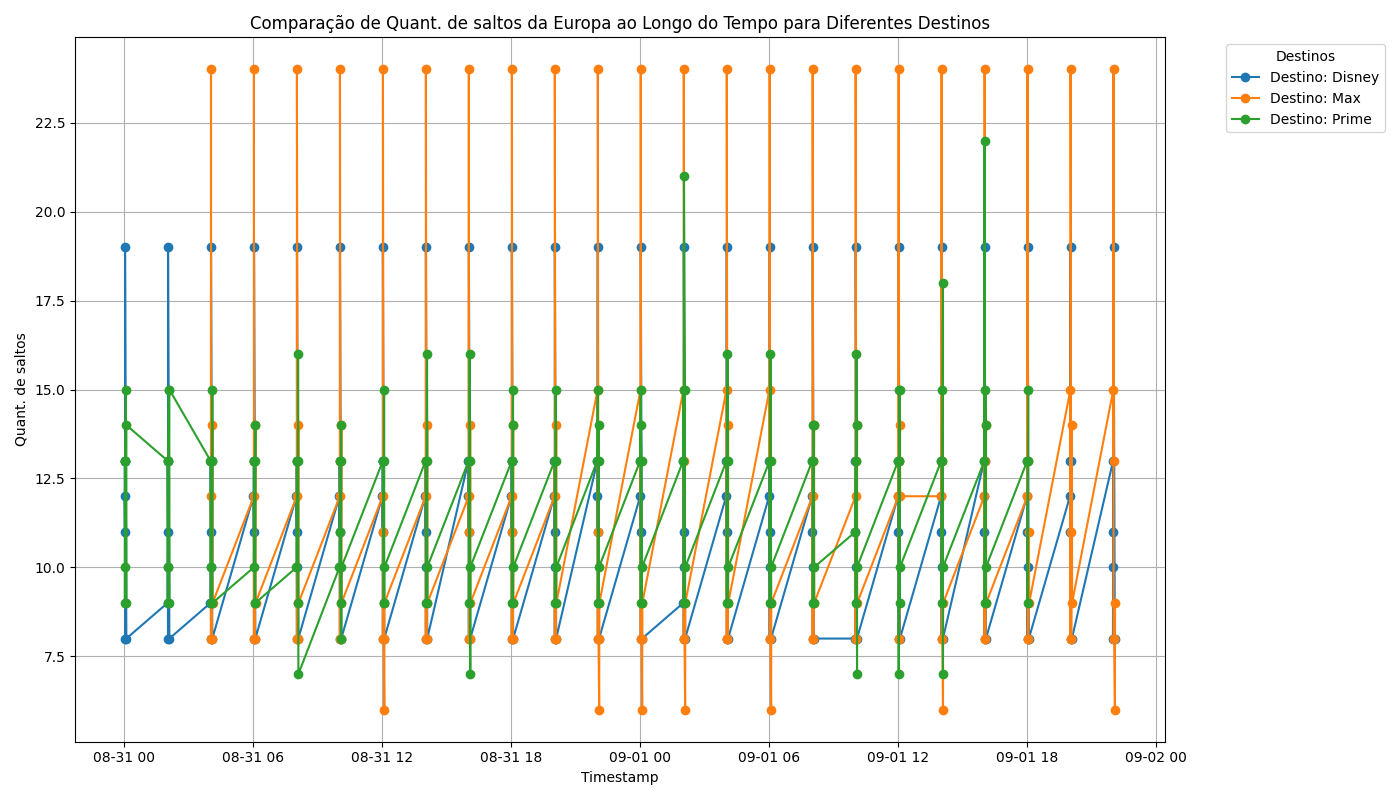 Comparação de Quant. de saltos da Europa ao Longo do Tempo para Diferentes Destinos
Destinos
Destino: Disney
Destino: Max
Destino: Prime
Quant. de saltos
22.5
20.0
17.5
15.0
12.5
10.0
7.5
08-31 00
08-31 06
08-31 12
08-31 18
09-01 00
09-01 06
09-01 12
09-01 18
09-02 00
Timestamp